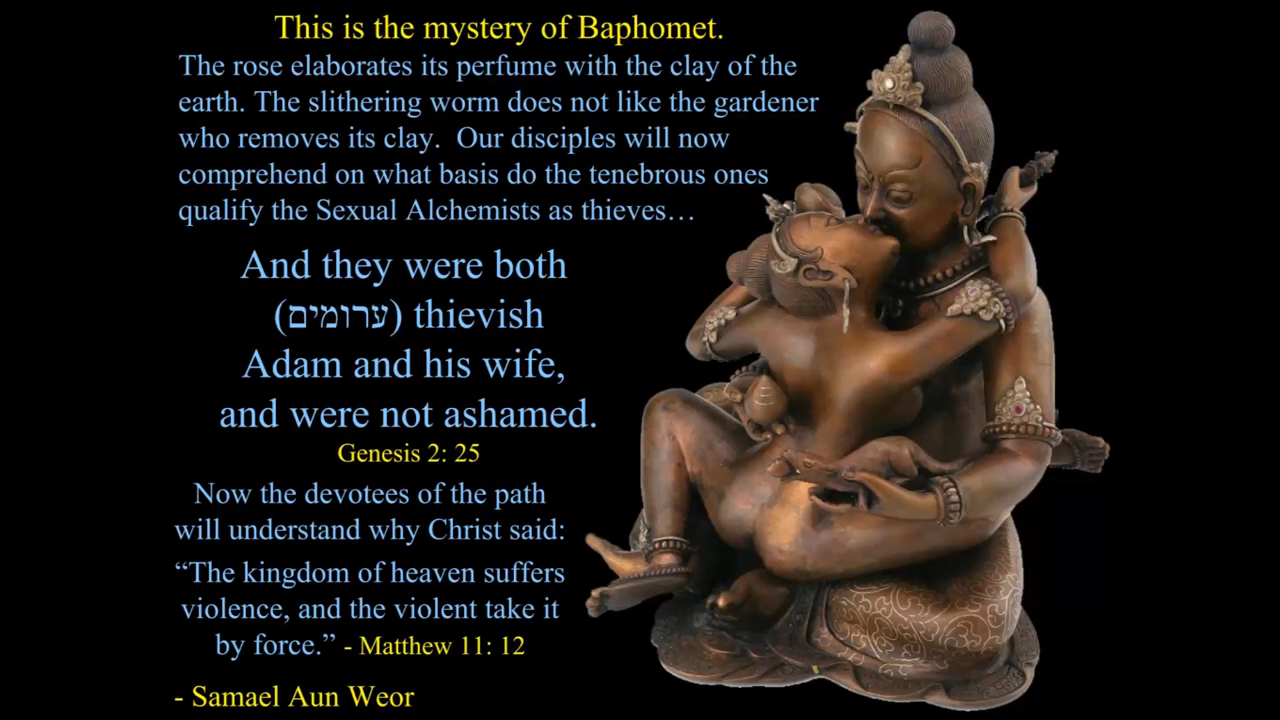 This is the mystery of Baphomet.
The rose elaborates its perfume with the clay of the
earth. The slithering worm does not like the gardener
who removes its clay.  Our disciples will now
comprehend on what basis do the tenebrous ones
qualify the Sexual Alchemists as thieves…
And they were both
(ערומים) thievish
Adam and his wife,
and were not ashamed.
Genesis 2: 25
Now the devotees of the path
will understand why Christ said:
“The kingdom of heaven suffers
violence, and the violent take it
by force.” - Matthew 11: 12
- Samael Aun Weor